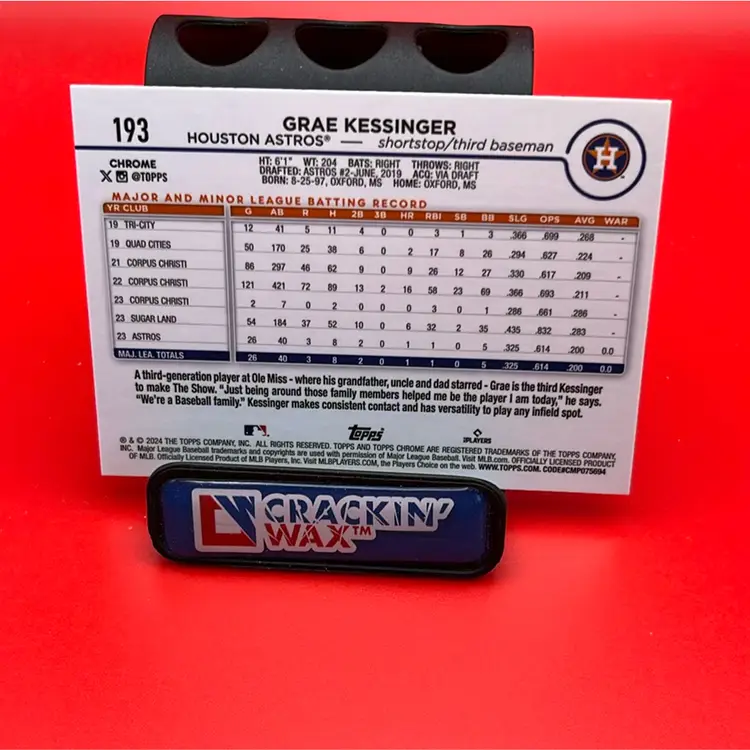 193
GRAE KESSINGER
HOUSTON ASTROS® — shortstop/third baseman
H
CHROME
X @TOPPS
HT: 6'1" WT: 204 BATS: RIGHT THROWS: RIGHT
DRAFTED: ASTROS #2-JUNE, 2019 ACQ: VIA DRAFT
BORN: 8-25-97, OXFORD, MS HOME: OXFORD, MS
MAJOR AND MINOR LEAGUE BATTING RECORD
YR CLUB G AB R H 2B 3B HR RBI SB BB SLG OPS AVG WAR
19 TRI-CITY 12 41 5 11 4 0 0 3 1 3 .366 .699 .268 -
19 QUAD CITIES 50 170 25 38 6 0 2 17 8 26 .294 .627 .224 -
21 CORPUS CHRISTI 86 297 46 62 9 0 9 26 12 27 .330 .617 .209 -
22 CORPUS CHRISTI 121 421 72 89 13 2 16 58 23 69 .366 .693 .211 -
23 CORPUS CHRISTI 2 7 0 2 0 0 0 3 0 1 .286 .661 .286 -
23 SUGAR LAND 54 184 37 52 10 0 6 32 2 35 .435 .832 .283 -
23 ASTROS 26 40 3 8 2 0 1 1 0 5 .325 .614 .200 0.0
MAJ. LEA. TOTALS 26 40 3 8 2 0 1 1 0 5 .325 .614 .200 0.0
A third-generation player at Ole Miss - where his grandfather, uncle and dad starred - Grae is the third Kessinger
to make The Show. "Just being around those family members helped me be the player I am today," he says.
"We're a Baseball family." Kessinger makes consistent contact and has versatility to play any infield spot.
topps
PLAYERS
® & © 2024 THE TOPPS COMPANY, INC. ALL RIGHTS RESERVED. TOPPS AND TOPPS CHROME ARE REGISTERED TRADEMARKS OF THE TOPPS COMPANY,
INC. Major League Baseball trademarks and copyrights are used with permission of Major League Baseball. Visit MLB.com. OFFICIALLY LICENSED PRODUCT
OF MLB. Officially Licensed Product of MLB Players, Inc. Visit MLBPLAYERS.COM, the Players Choice on the web. WWW.TOPPS.COM. CODE#CMP075694
CW CRACKIN'
WAX™